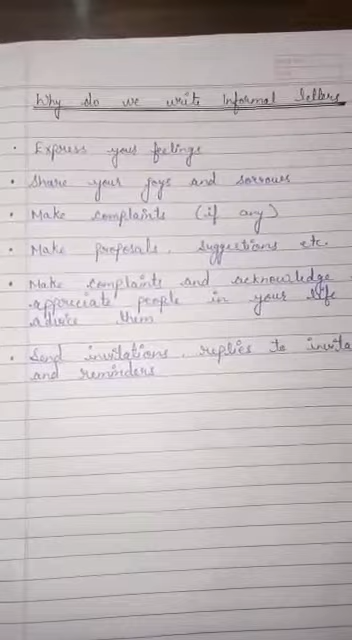 Why do we write Informal letters
• Express your feelings
• Share your joys and sorrows
• Make complaints (if any)
• Make proposals, suggestions etc.
• Make complaints and acknowledge
appreciate people in your life
advice them
• Send invitations, replies to invita
and reminders